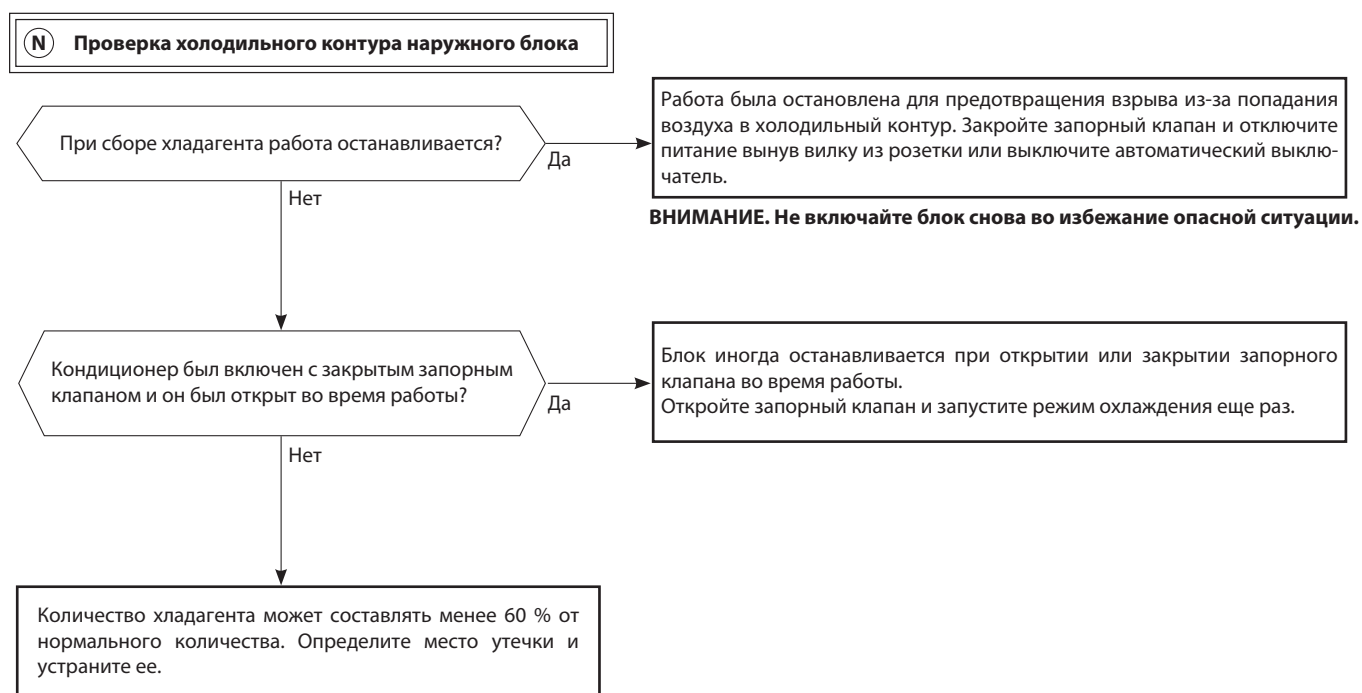 N Проверка холодильного контура наружного блока
При сборе хладагента работа останавливается?
Да
Нет
Работа была остановлена для предотвращения взрыва из-за попадания
воздуха в холодильный контур. Закройте запорный клапан и отключите
питание вынув вилку из розетки или выключите автоматический выклю-
чатель.
ВНИМАНИЕ. Не включайте блок снова во избежание опасной ситуации.
Кондиционер был включен с закрытым запорным
клапаном и он был открыт во время работы?
Да
Нет
Блок иногда останавливается при открытии или закрытии запорного
клапана во время работы.
Откройте запорный клапан и запустите режим охлаждения еще раз.
Количество хладагента может составлять менее 60 % от
нормального количества. Определите место утечки и
устраните ее.